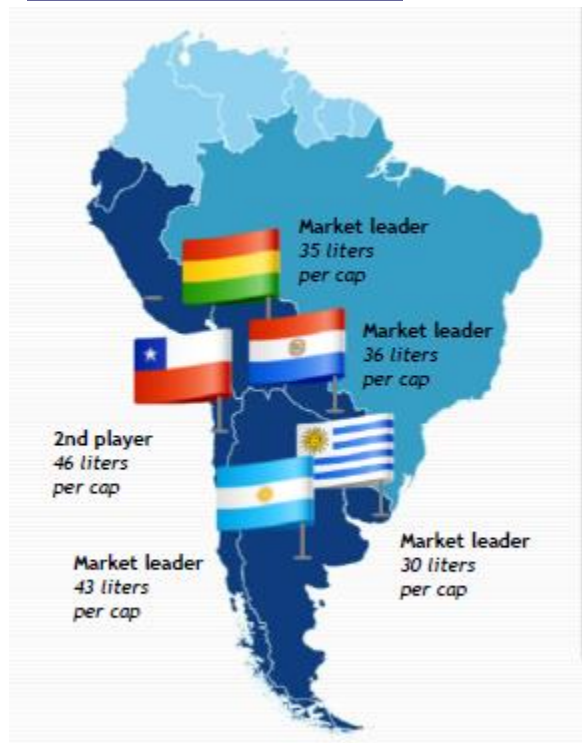 Market leader
35 liters
per cap
Market leader
36 liters
per cap
2nd player
46 liters
per cap
Market leader
43 liters
per cap
Market leader
30 liters
per cap